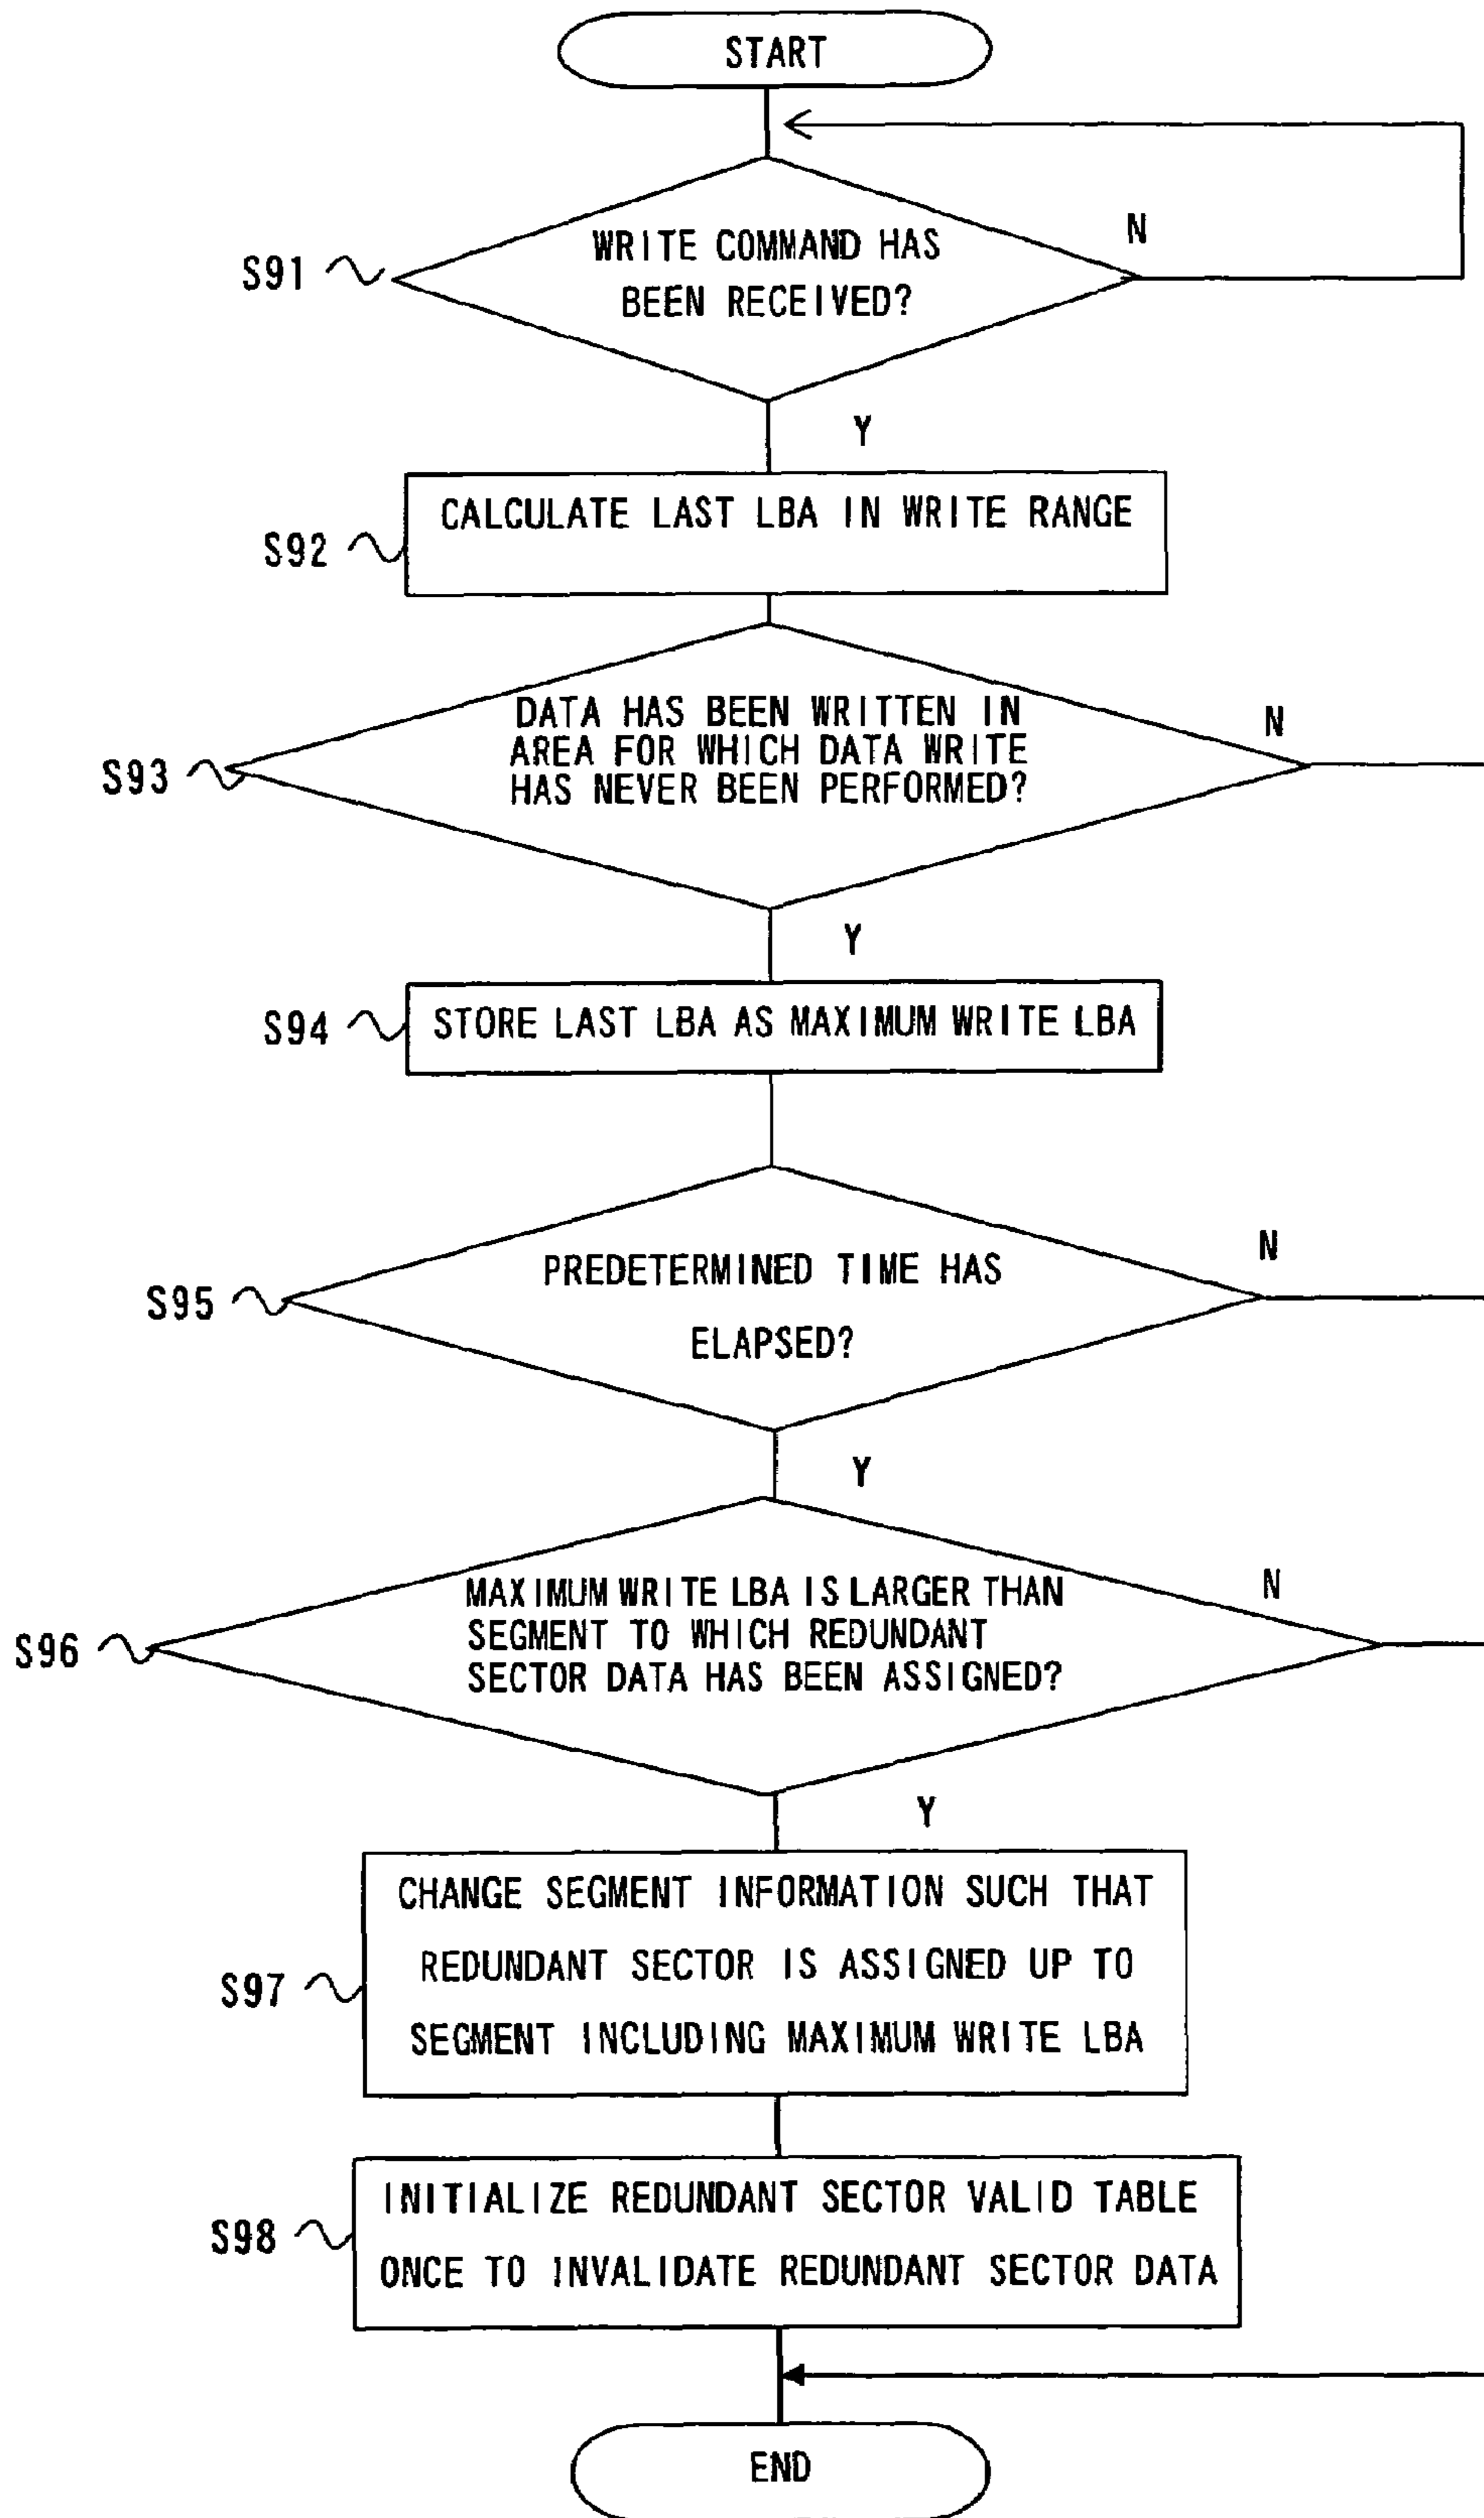 START
WRITE COMMAND HAS
BEEN RECEIVED?
N
S91
Y
CALCULATE LAST LBA IN WRITE RANGE
S92
DATA HAS BEEN WRITTEN IN
AREA FOR WHICH DATA WRITE
HAS NEVER BEEN PERFORMED?
N
S93
Y
S94
STORE LAST LBA AS MAXIMUM WRITE LBA
PREDETERMINED TIME HAS
ELAPSED?
N
S95
Y
MAXIMUM WRITE LBA IS LARGER THAN
SEGMENT TO WHICH REDUNDANT
SECTOR DATA HAS BEEN ASSIGNED?
N
S96
Y
CHANGE SEGMENT INFORMATION SUCH THAT
REDUNDANT SECTOR IS ASSIGNED UP TO
SEGMENT INCLUDING MAXIMUM WRITE LBA
S97
INITIALIZE REDUNDANT SECTOR VALID TABLE
ONCE TO INVALIDATE REDUNDANT SECTOR DATA
S98
END